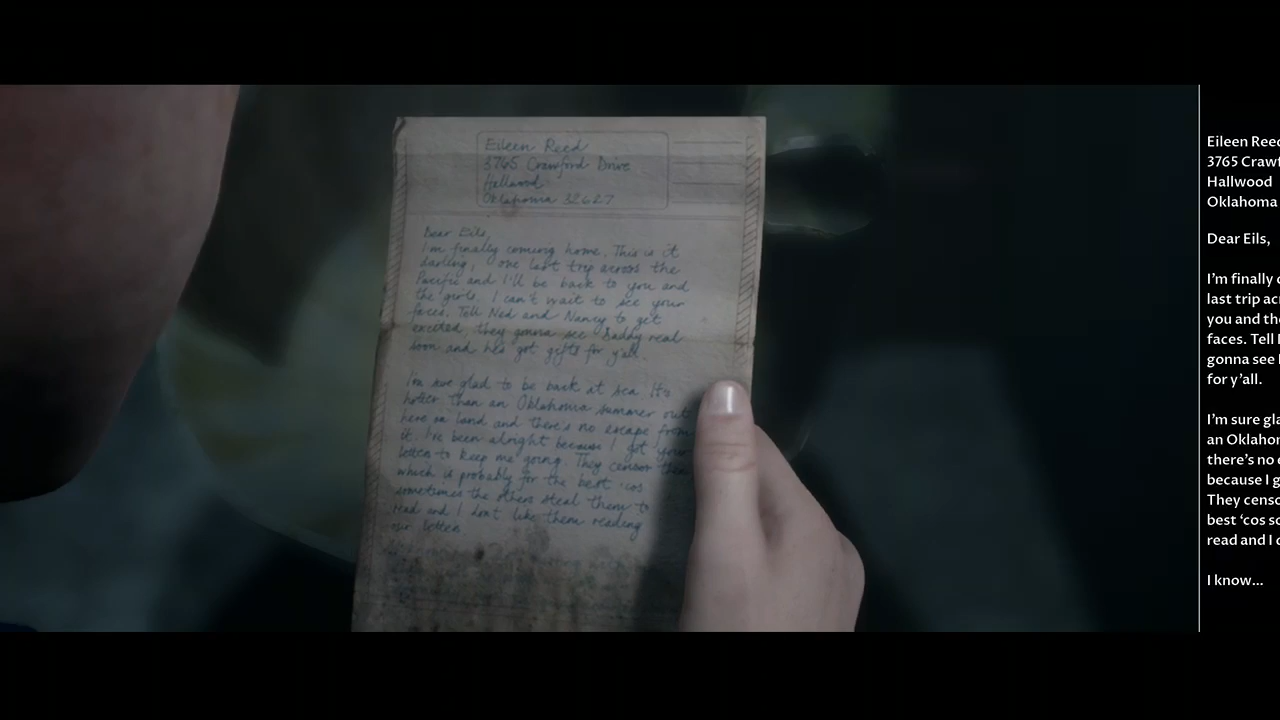 Eileen Reed
3765 Crawford Drive
Hallwood
Oklahoma 32627
Dear Eils,
I'm finally coming home. This is it
darling, one last trip across the
Pacific and I'll be back to you and
the girls. I can't wait to see your
faces. Tell Ned and Nancy to get
excited, they gonna see Daddy real
soon and he's got gifts for y'all.
I'm sure glad to be back at sea. It's
hotter than an Oklahoma summer out
here on land and there's no escape from
it. I've been alright because I got your
letters to keep me going. They censor them
which is probably for the best 'cos
sometimes the others steal them to
read and I don't like them reading
our letters.
Eileen Reed
3765 Crawf
Hallwood
Oklahoma
Dear Eils,
I'm finally
last trip
you and the
faces. Tell
gonna see
for y'all.
I'm sure gla
an Oklahom
there's no
because I g
They censo
best 'cos
read and I
I know...